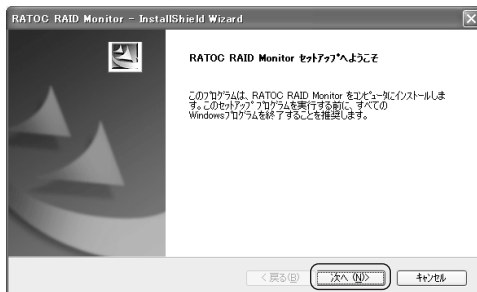 RATOC RAID Monitor - InstallShield Wizard
RATOC RAID Monitor ｾｯﾄｱｯﾌﾟへようこそ
このﾌﾟﾛｸﾞﾗﾑは、RATOC RAID Monitor をｺﾝﾋﾟｭｰﾀにｲﾝｽﾄｰﾙしま
す。このｾｯﾄｱｯﾌﾟ ﾌﾟﾛｸﾞﾗﾑを実行する前に、すべての
Windowsﾌﾟﾛｸﾞﾗﾑを終了することを推奨します。
< 戻る(B)
次へ (N)>
ｷｬﾝｾﾙ